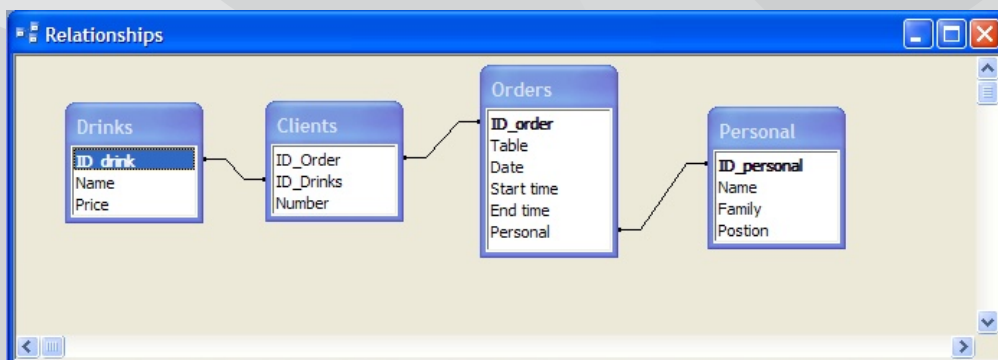 Relationships
Drinks
ID_drink
Name
Price
Clients
ID_Order
ID_Drinks
Number
Orders
ID_order
Table
Date
Start time
End time
Personal
Personal
ID_personal
Name
Family
Postion